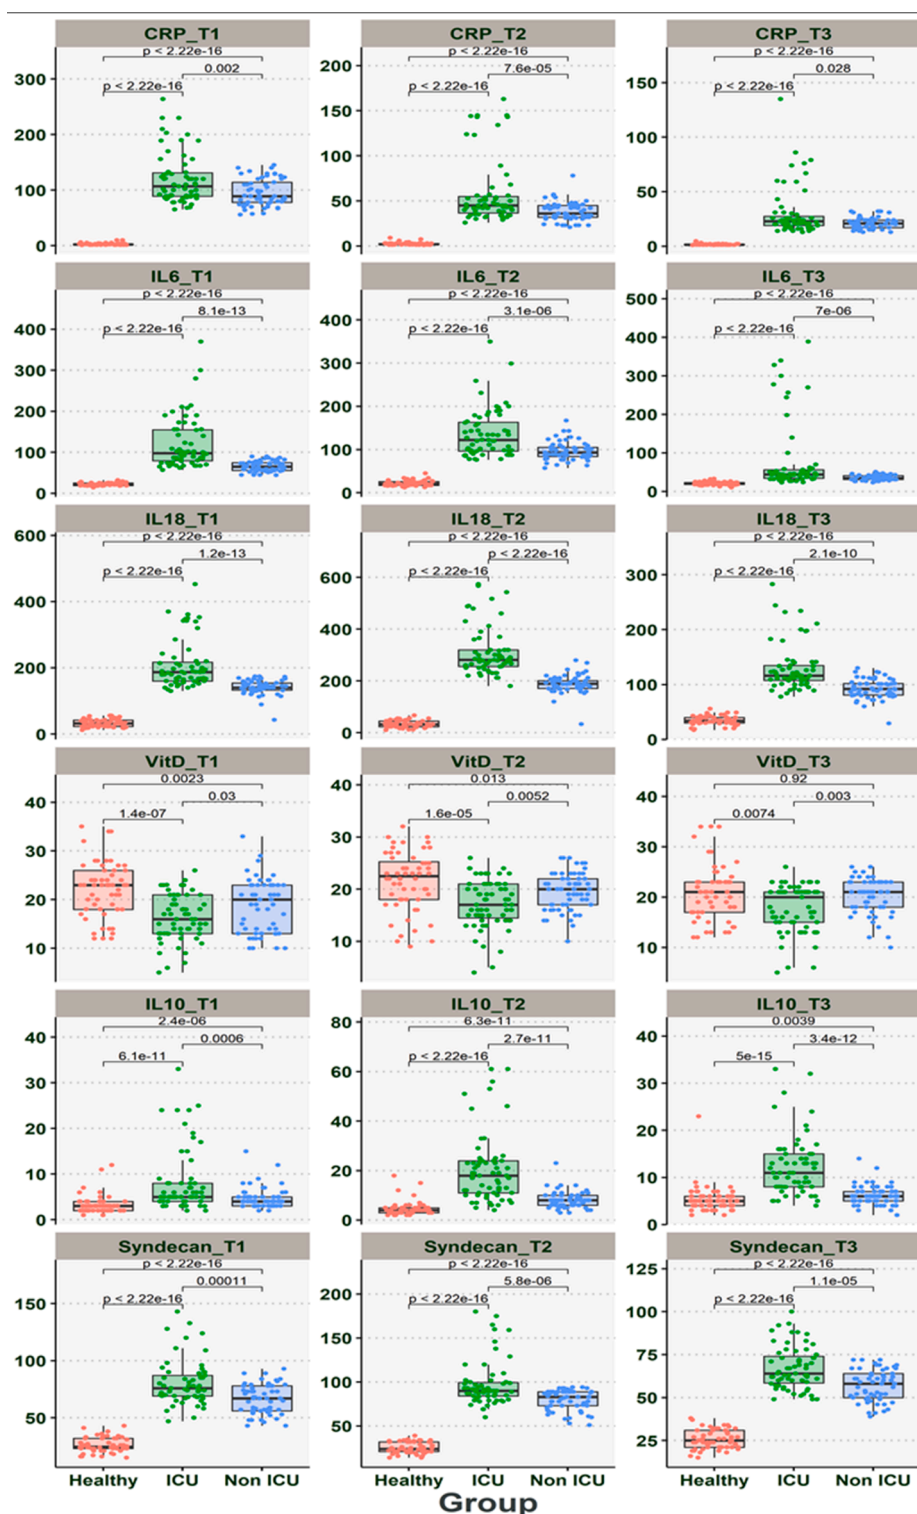 CRP_T1 CRP_T2 CRP_T3
p < 2.22e-16 p < 2.22e-16 p < 2.22e-16
0.002 7.6e-05 0.028
p < 2.22e-16 p < 2.22e-16 p < 2.22e-16
300 200 150
200 150 100
100 100 50
0 50 0
0
IL6_T1 IL6_T2 IL6_T3
p < 2.22e-16 p < 2.22e-16 p < 2.22e-16
8.1e-13 3.1e-06 7e-06
p < 2.22e-16 p < 2.22e-16 p < 2.22e-16
400 400 500
300 300 400
200 200 300
100 100 200
0 0 100
0
IL18_T1 IL18_T2 IL18_T3
p < 2.22e-16 p < 2.22e-16 p < 2.22e-16
1.2e-13 p < 2.22e-16 2.1e-10
p < 2.22e-16 p < 2.22e-16 p < 2.22e-16
600 600 300
400 400 200
200 200 100
0 0 0
VitD_T1 VitD_T2 VitD_T3
0.0023 0.013 0.92
0.03 0.0052 0.003
1.4e-07 1.6e-05 0.0074
40 40 40
30 30 30
20 20 20
10 10 10
IL10_T1 IL10_T2 IL10_T3
2.4e-06 6.3e-11 0.0039
0.0006 2.7e-11 3.4e-12
6.1e-11 p < 2.22e-16 5e-15
40 80 40
30 60 30
20 40 20
10 20 10
0 0 0
Syndecan_T1 Syndecan_T2 Syndecan_T3
p < 2.22e-16 p < 2.22e-16 p < 2.22e-16
0.00011 5.8e-06 1.1e-05
p < 2.22e-16 p < 2.22e-16 p < 2.22e-16
150 200 125
100 150 100
50 100 75
50 50
25
Healthy ICU Non ICU Healthy ICU Non ICU Healthy ICU Non ICU
Group